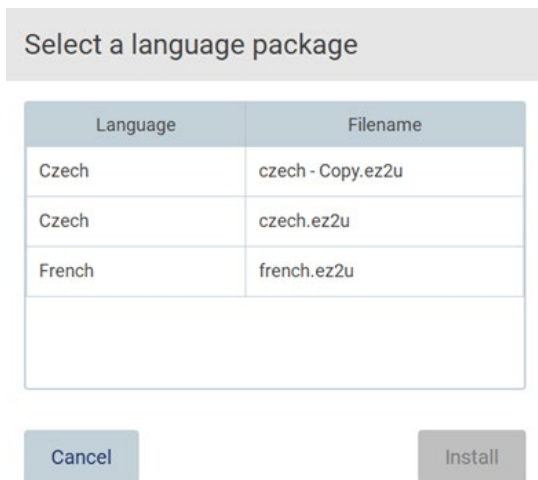 Select a language package
Language Filename
Czech czech - Copy.ez2u
Czech czech.ez2u
French french.ez2u
Cancel Install